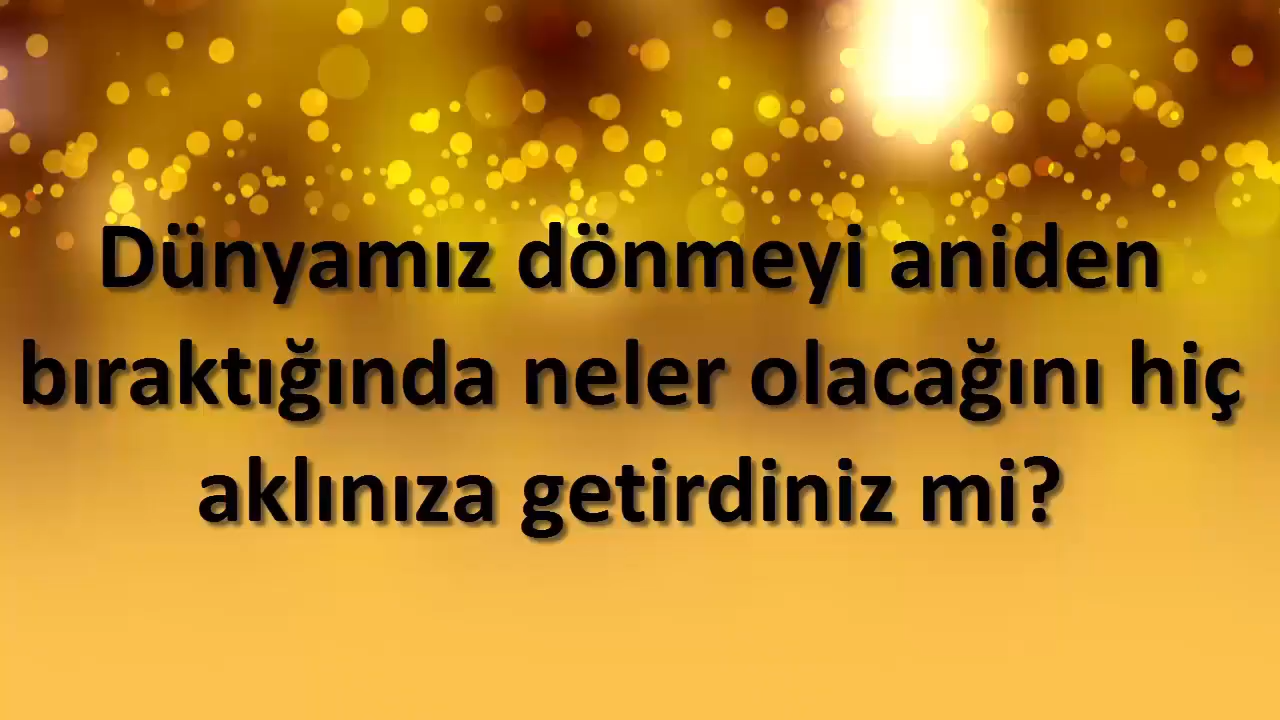 Dünyamız dönmeyi aniden
bıraktığında neler olacağını hiç
aklınıza getirdiniz mi?